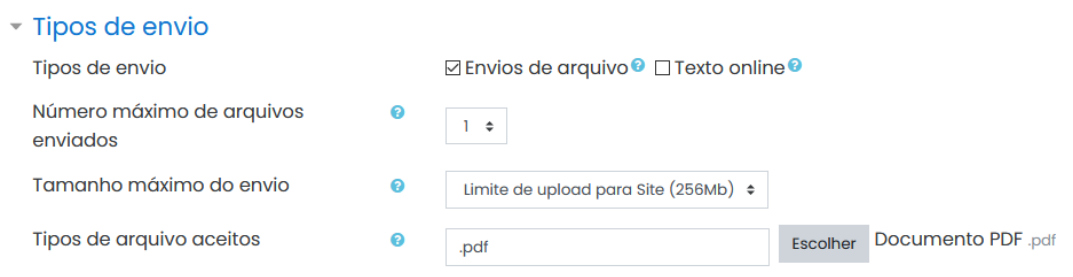 Tipos de envio
Tipos de envio
Envios de arquivo Texto online
Número máximo de arquivos
enviados
1
Tamanho máximo do envio
Limite de upload para Site (256Mb)
Tipos de arquivo aceitos
.pdf
Escolher
Documento PDF .pdf